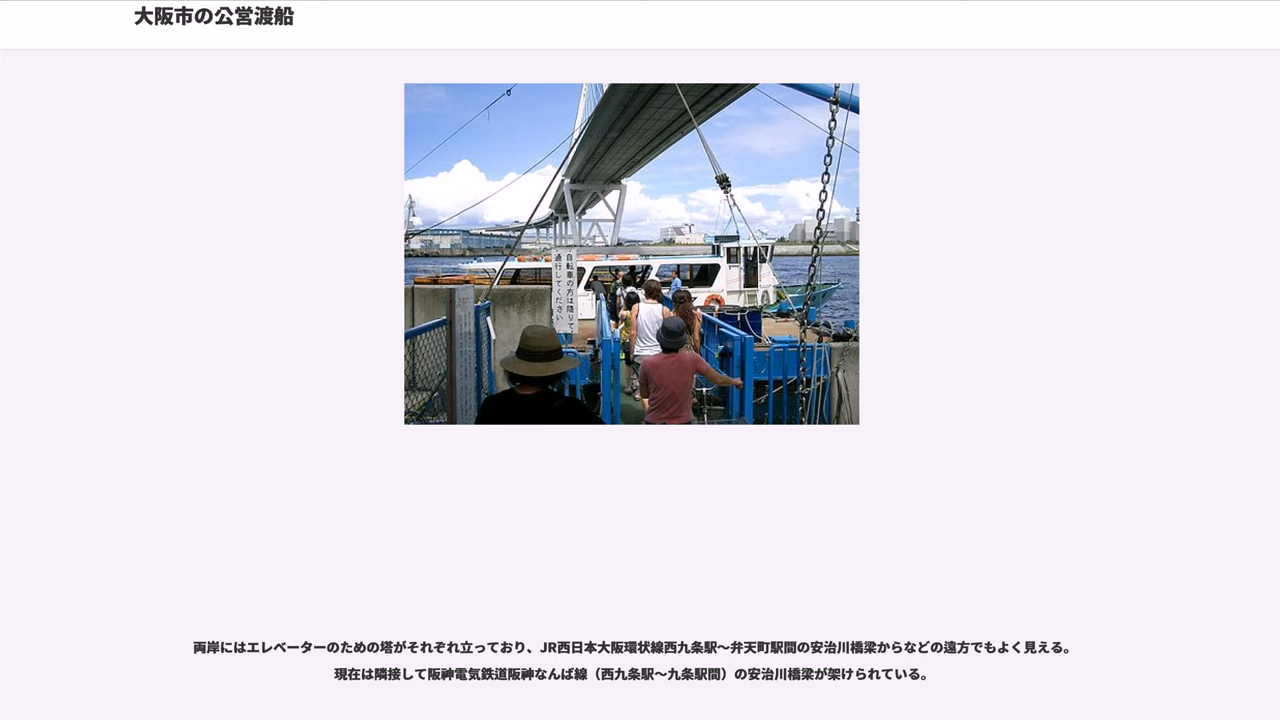 大阪市の公営渡船
自転車の方は降りて
通行してください
両岸にはエレベーターのための塔がそれぞれ立っており、JR西日本大阪環状線西九条駅〜弁天町駅間の安治川橋梁からなどの遠方でもよく見える。
現在は隣接して阪神電気鉄道阪神なんば線（西九条駅〜九条駅間）の安治川橋梁が架けられている。